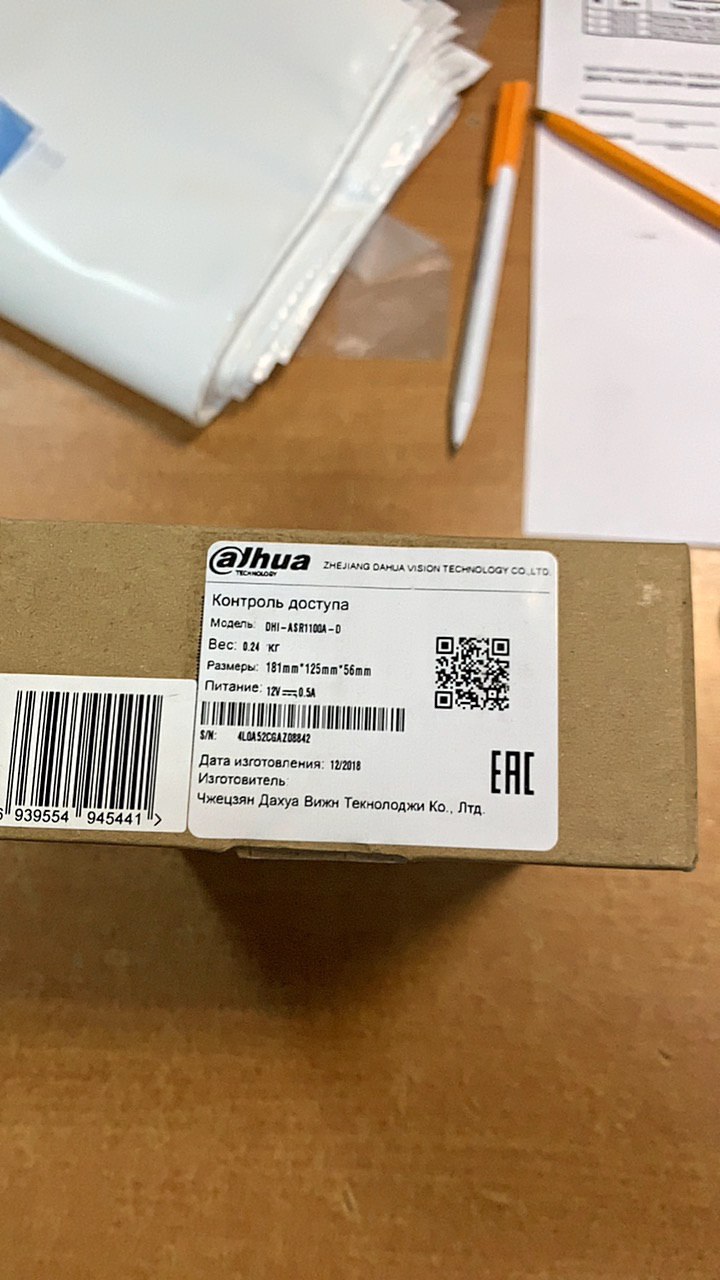 alhua
TECHNOLOGY
ZHEJIANG DAHUA VISION TECHNOLOGY CO.,LTD.
Контроль доступа
Модель: DHI-ASR1100A-D
Вес: 0.24 кг
Размеры: 181mm*125mm*56mm
Питание: 12V 0.5A
S/N: 4L0A52CGAZ08842
Дата изготовления: 12/2018
Изготовитель:
Чжецзян Дахуа Вижн Текнолоджи Ко., Лтд.
EAC
6 939554 945441 >